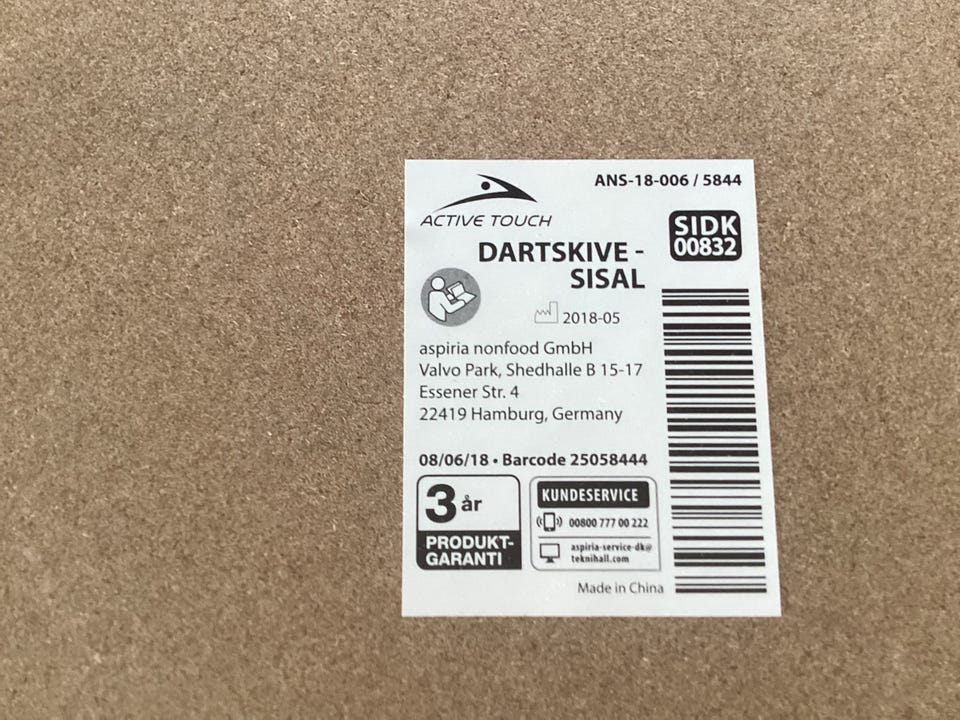 ACTIVE TOUCH
ANS-18-006 / 5844
SIDK
00832
DARTSKIVE -
SISAL
2018-05
aspiria nonfood GmbH
Valvo Park, Shedhalle B 15-17
Essener Str. 4
22419 Hamburg, Germany
08/06/18 • Barcode 25058444
3 år
PRODUKT-
GARANTI
KUNDESERVICE
00800 777 00 222
aspiria-service-dk@
teknihall.com
Made in China